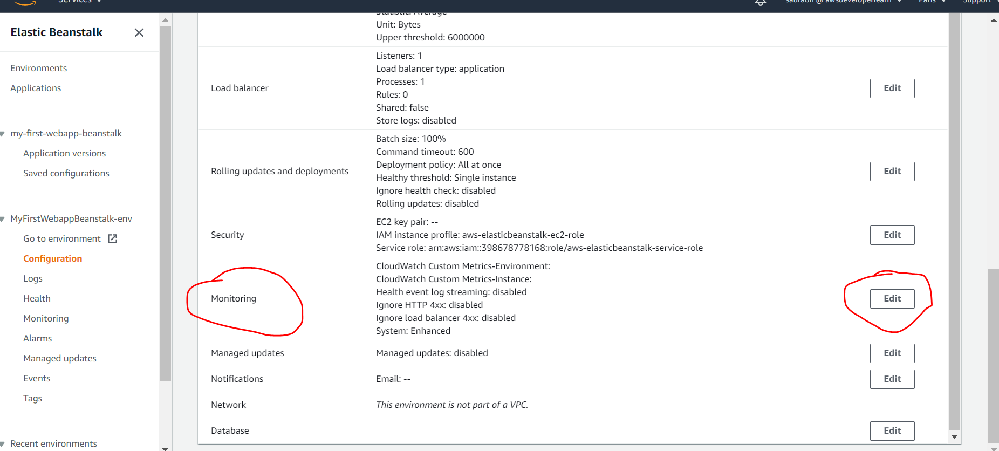 Services
saurabh @ awsdeveloperlearn
Paris
Support
Elastic Beanstalk
Environments
Applications
my-first-webapp-beanstalk
Application versions
Saved configurations
MyFirstWebappBeanstalk-env
Go to environment
Configuration
Logs
Health
Monitoring
Alarms
Managed updates
Events
Tags
Recent environments
Statistic: Average
Unit: Bytes
Upper threshold: 6000000
Load balancer
Listeners: 1
Load balancer type: application
Processes: 1
Rules: 0
Shared: false
Store logs: disabled
Edit
Rolling updates and deployments
Batch size: 100%
Command timeout: 600
Deployment policy: All at once
Healthy threshold: Single instance
Ignore health check: disabled
Rolling updates: disabled
Edit
Security
EC2 key pair: --
IAM instance profile: aws-elasticbeanstalk-ec2-role
Service role: arn:aws:iam::398678778168:role/aws-elasticbeanstalk-service-role
Edit
Monitoring
CloudWatch Custom Metrics-Environment:
CloudWatch Custom Metrics-Instance:
Health event log streaming: disabled
Ignore HTTP 4xx: disabled
Ignore load balancer 4xx: disabled
System: Enhanced
Edit
Managed updates
Managed updates: disabled
Edit
Notifications
Email: --
Edit
Network
This environment is not part of a VPC.
Database
Edit